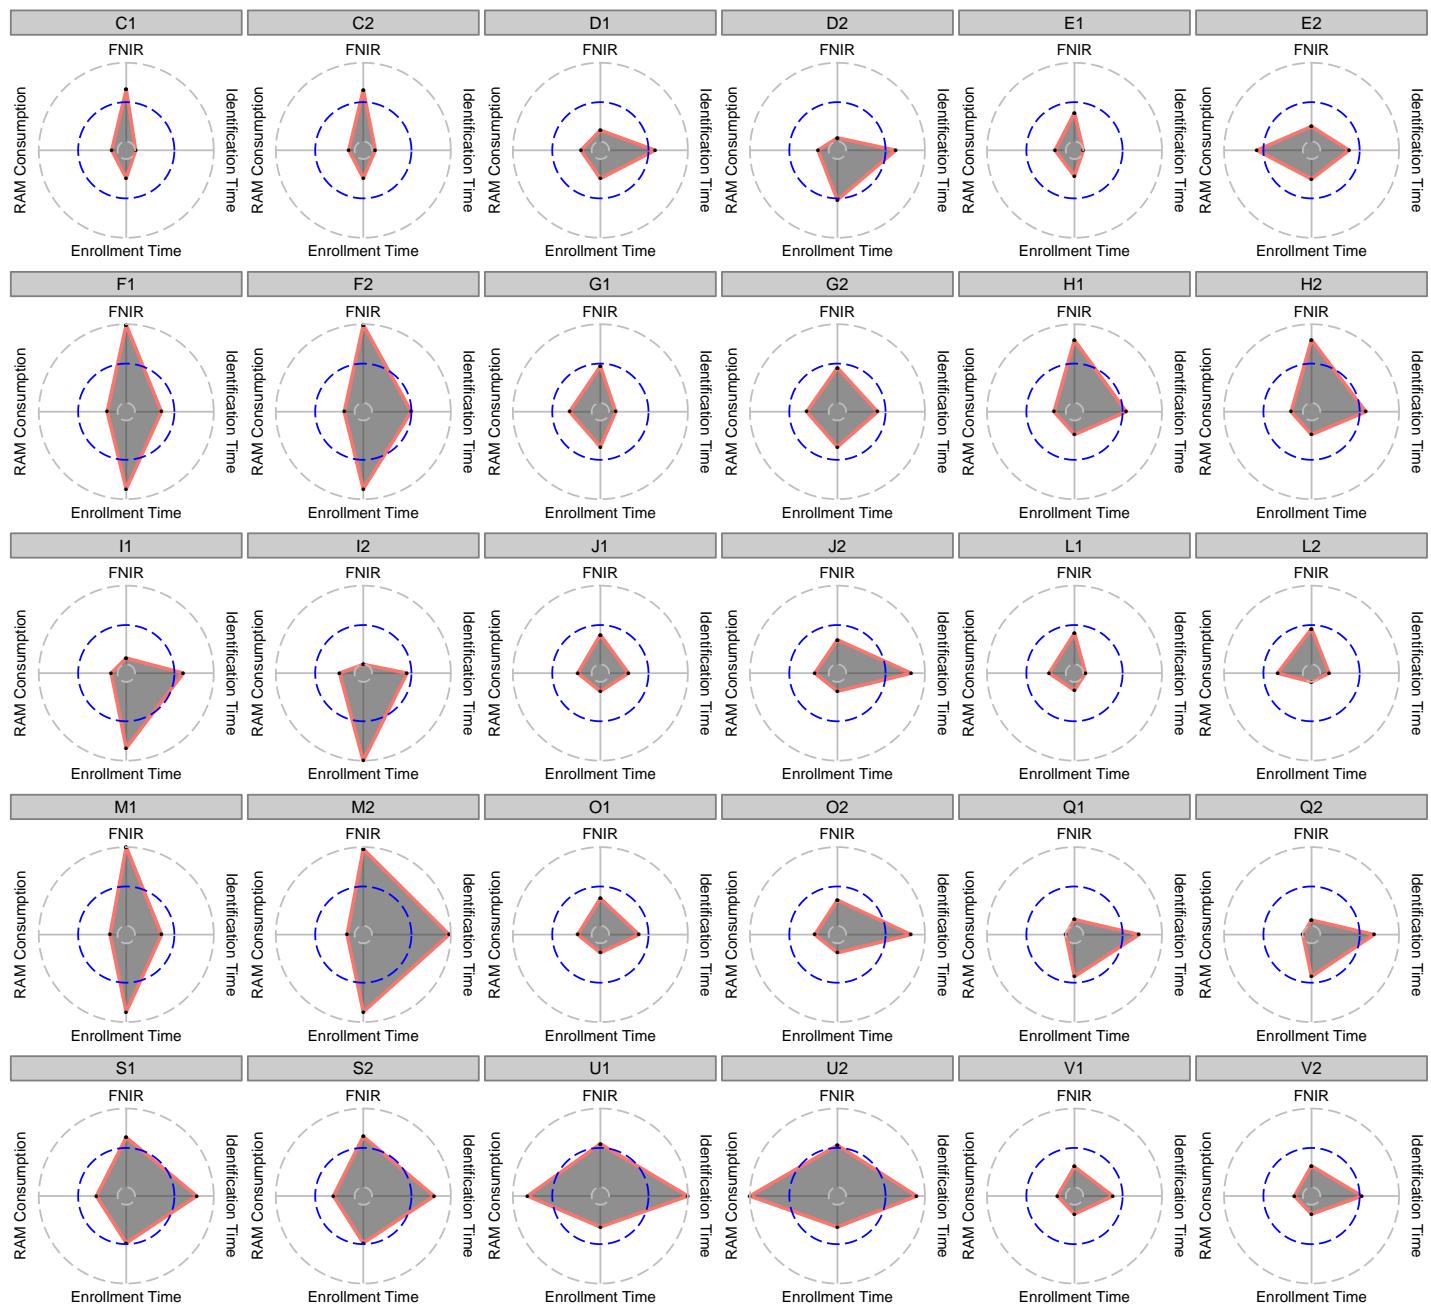 C1 C2 D1 D2 E1 E2
FNIR FNIR FNIR FNIR FNIR FNIR
RAM Consumption Identification Time RAM Consumption Identification Time RAM Consumption Identification Time RAM Consumption Identification Time RAM Consumption Identification Time RAM Consumption Identification Time
Enrollment Time Enrollment Time Enrollment Time Enrollment Time Enrollment Time Enrollment Time
F1 F2 G1 G2 H1 H2
FNIR FNIR FNIR FNIR FNIR FNIR
RAM Consumption Identification Time RAM Consumption Identification Time RAM Consumption Identification Time RAM Consumption Identification Time RAM Consumption Identification Time RAM Consumption Identification Time
Enrollment Time Enrollment Time Enrollment Time Enrollment Time Enrollment Time Enrollment Time
I1 I2 J1 J2 L1 L2
FNIR FNIR FNIR FNIR FNIR FNIR
RAM Consumption Identification Time RAM Consumption Identification Time RAM Consumption Identification Time RAM Consumption Identification Time RAM Consumption Identification Time RAM Consumption Identification Time
Enrollment Time Enrollment Time Enrollment Time Enrollment Time Enrollment Time Enrollment Time
M1 M2 O1 O2 Q1 Q2
FNIR FNIR FNIR FNIR FNIR FNIR
RAM Consumption Identification Time RAM Consumption Identification Time RAM Consumption Identification Time RAM Consumption Identification Time RAM Consumption Identification Time RAM Consumption Identification Time
Enrollment Time Enrollment Time Enrollment Time Enrollment Time Enrollment Time Enrollment Time
S1 S2 U1 U2 V1 V2
FNIR FNIR FNIR FNIR FNIR FNIR
RAM Consumption Identification Time RAM Consumption Identification Time RAM Consumption Identification Time RAM Consumption Identification Time RAM Consumption Identification Time RAM Consumption Identification Time
Enrollment Time Enrollment Time Enrollment Time Enrollment Time Enrollment Time Enrollment Time